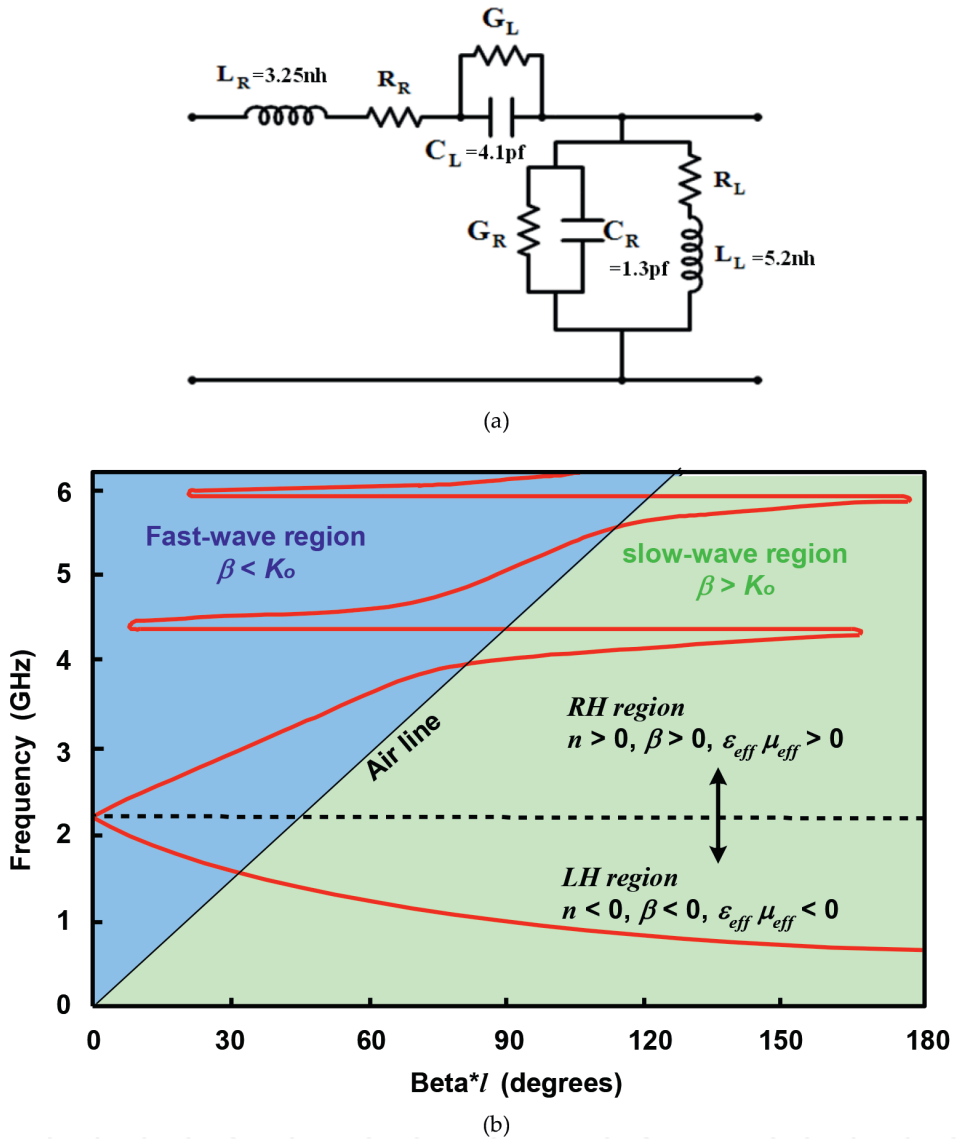 G_L
L_R=3.25nh
R_R
C_L=4.1pf
R_L
G_R
C_R
=1.3pf
L_L=5.2nh
(a)
Frequency (GHz)
6
5
4
3
2
1
0
Fast-wave region
β < Ko
slow-wave region
β > Ko
Air line
RH region
n > 0, β > 0, ε_eff μ_eff > 0
LH region
n < 0, β < 0, ε_eff μ_eff < 0
0 30 60 90 120 150 180
Beta*l (degrees)
(b)